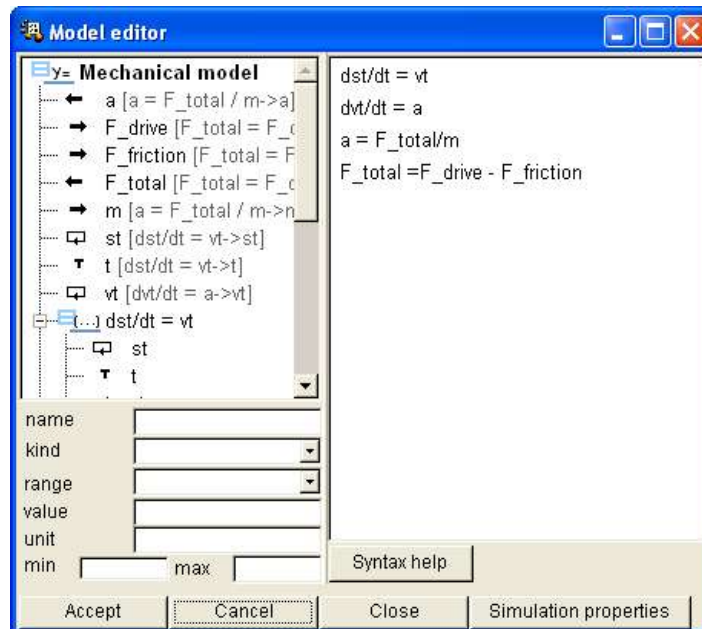 Model editor
y= Mechanical model
a [a = F_total / m->a]
F_drive [F_total = F_d
F_friction [F_total = F
F_total [F_total = F_d
m [a = F_total / m->m
st [dst/dt = vt->st]
t [dst/dt = vt->t]
vt [dvt/dt = a->vt]
(...) dst/dt = vt
st
t
dst/dt = vt
dvt/dt = a
a = F_total/m
F_total =F_drive - F_friction
name
kind
range
value
unit
min max
Syntax help
Accept Cancel Close Simulation properties